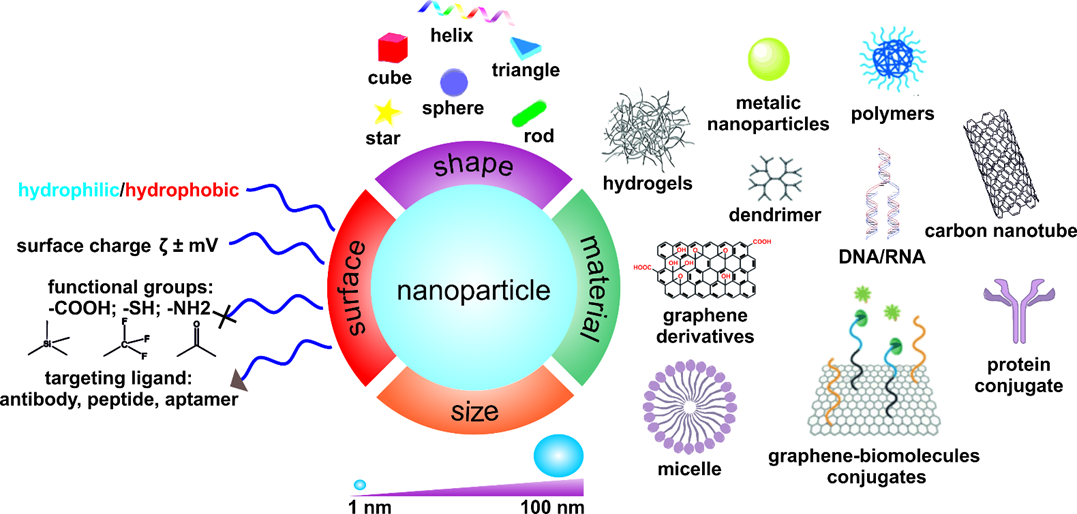 helix
cube
triangle
sphere
star
rod
shape
surface
nanoparticle
material
size
1 nm
100 nm
hydrophilic/hydrophobic
surface charge ζ ± mV
functional groups:
-COOH; -SH; -NH2
Si
F
C
F
F
O
targeting ligand:
antibody, peptide, aptamer
metalic
nanoparticles
polymers
hydrogels
dendrimer
DNA/RNA
carbon nanotube
COOH
OH
O
O
OH
OH
HOOC
O
OH
O
graphene
derivatives
protein
conjugate
micelle
graphene-biomolecules
conjugates